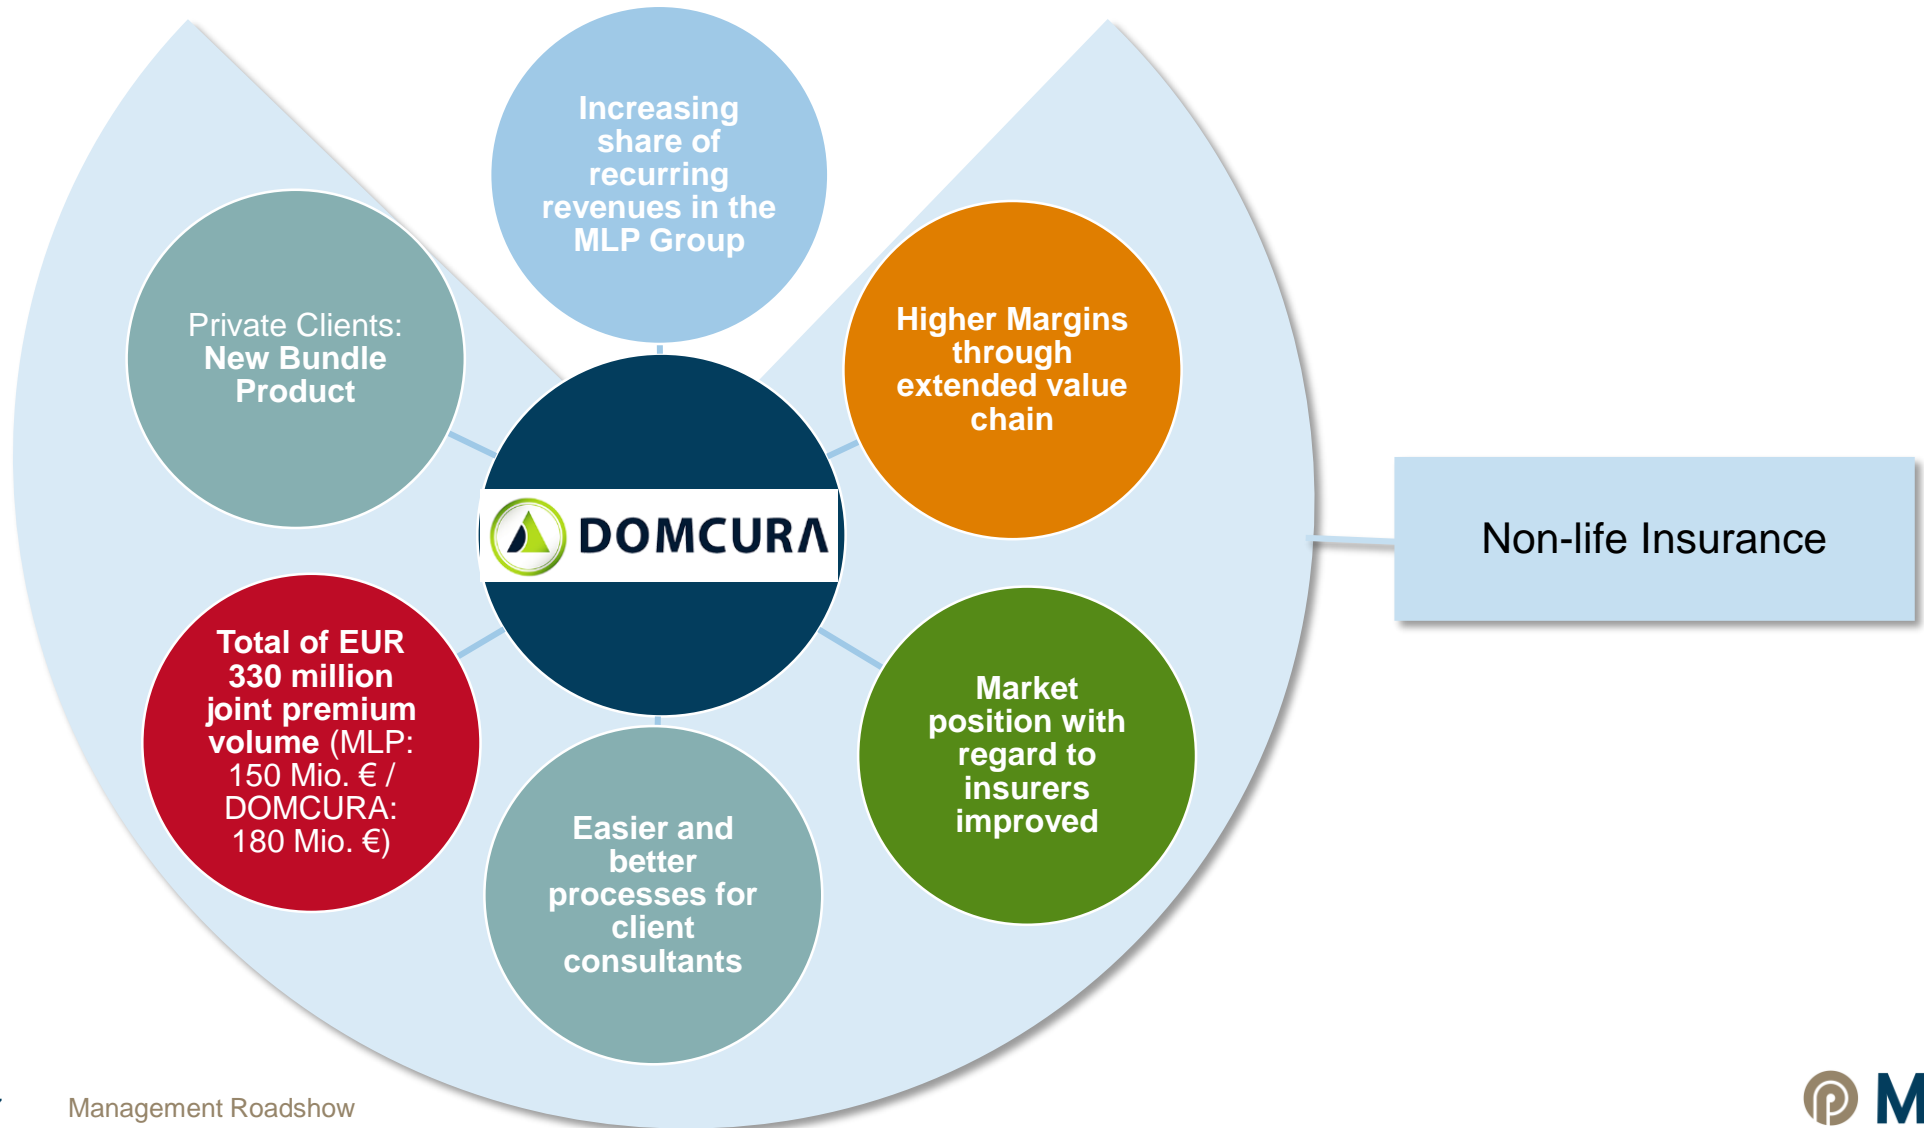 Increasing
share of
recurring
revenues in the
MLP Group
Private Clients:
New Bundle
Product
Higher Margins
through
extended value
chain
DOMCURA
Non-life Insurance
Total of EUR
330 million
joint premium
volume (MLP:
150 Mio. € /
DOMCURA:
180 Mio. €)
Easier and
better
processes for
client
consultants
Market
position with
regard to
insurers
improved
Management Roadshow
M